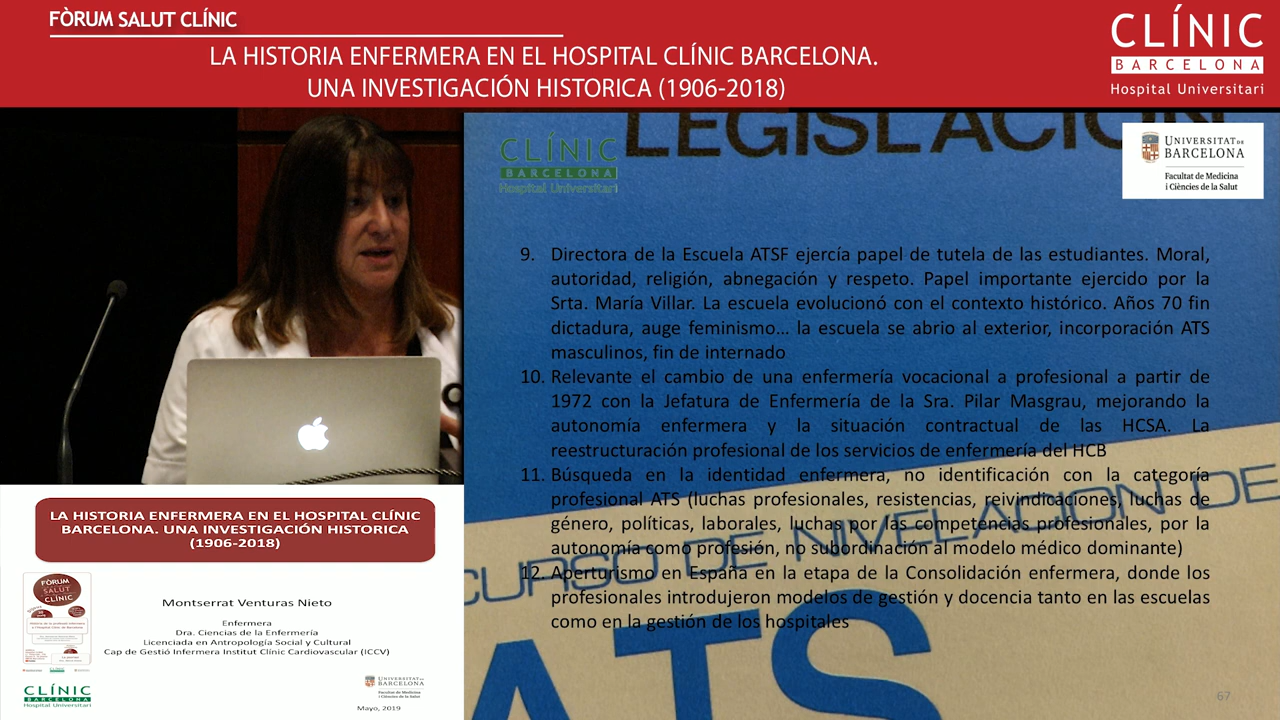 FÒRUM SALUT CLÍNIC
LA HISTORIA ENFERMERA EN EL HOSPITAL CLÍNIC BARCELONA.
UNA INVESTIGACIÓN HISTORICA (1906-2018)
CLÍNIC
BARCELONA
Hospital Universitari
CLÍNIC
BARCELONA
Hospital Universitari
LEGISLACIÓN
UNIVERSITAT DE
BARCELONA
Facultat de Medicina
i Ciències de la Salut
9. Directora de la Escuela ATSF ejercía papel de tutela de las estudiantes. Moral,
autoridad, religión, abnegación y respeto. Papel importante ejercido por la
Srta. María Villar. La escuela evolucionó con el contexto histórico. Años 70 fin
dictadura, auge feminismo... la escuela se abrio al exterior, incorporación ATS
masculinos, fin de internado
10. Relevante el cambio de una enfermería vocacional a profesional a partir de
1972 con la Jefatura de Enfermería de la Sra. Pilar Masgrau, mejorando la
autonomía enfermera y la situación contractual de las HCSA. La
reestructuración profesional de los servicios de enfermería del HCB
11. Búsqueda en la identidad enfermera, no identificación con la categoría
profesional ATS (luchas profesionales, resistencias, reivindicaciones, luchas de
género, políticas, laborales, luchas por las competencias profesionales, por la
autonomía como profesión, no subordinación al modelo médico dominante)
12. Aperturismo en España en la etapa de la Consolidación enfermera, donde los
profesionales introdujeron modelos de gestión y docencia tanto en las escuelas
como en la gestión de los hospitales
CURSO DE NIVELACION DE
ATS
67
LA HISTORIA ENFERMERA EN EL HOSPITAL CLÍNIC
BARCELONA. UNA INVESTIGACIÓN HISTORICA
(1906-2018)
FÒRUM
SALUT
CLÍNIC
Montserrat Venturas Nieto
Enfermera
Dra. Ciencias de la Enfermería
Licenciada en Antropología Social y Cultural
Cap de Gestió Infermera Institut Clínic Cardiovascular (ICCV)
CLÍNIC
BARCELONA
Hospital Universitari
UNIVERSITAT DE
BARCELONA
Facultat de Medicina
i Ciències de la Salut
Mayo, 2019